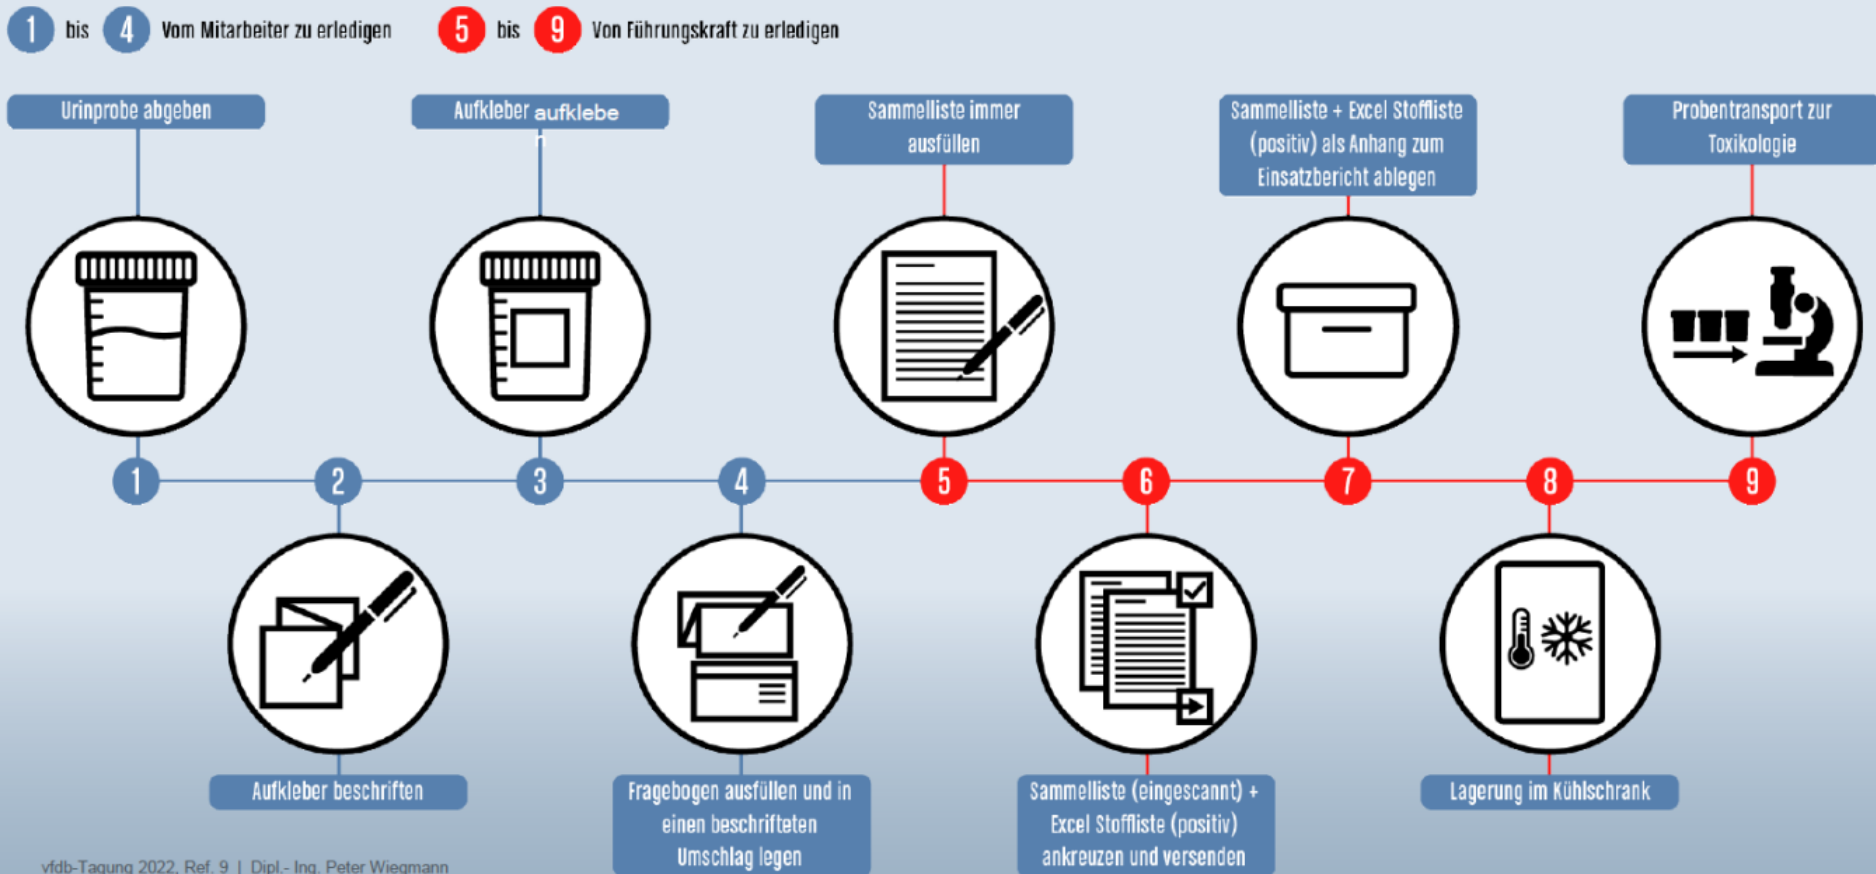 1 bis 4 Vom Mitarbeiter zu erledigen
5 bis 9 Von Führungskraft zu erledigen
Urinprobe abgeben
Aufkleber aufklebe
n
Sammelliste immer
ausfüllen
Sammelliste + Excel Stoffliste
(positiv) als Anhang zum
Einsatzbericht ablegen
Probentransport zur
Toxikologie
1
2
3
4
5
6
7
8
9
Aufkleber beschriften
Fragebogen ausfüllen und in
einen beschrifteten
Umschlag legen
Sammelliste (eingescannt) +
Excel Stoffliste (positiv)
ankreuzen und versenden
Lagerung im Kühlschrank
vfdb-Tagung 2022, Ref. 9 | Dipl.- Ing. Peter Wiegmann